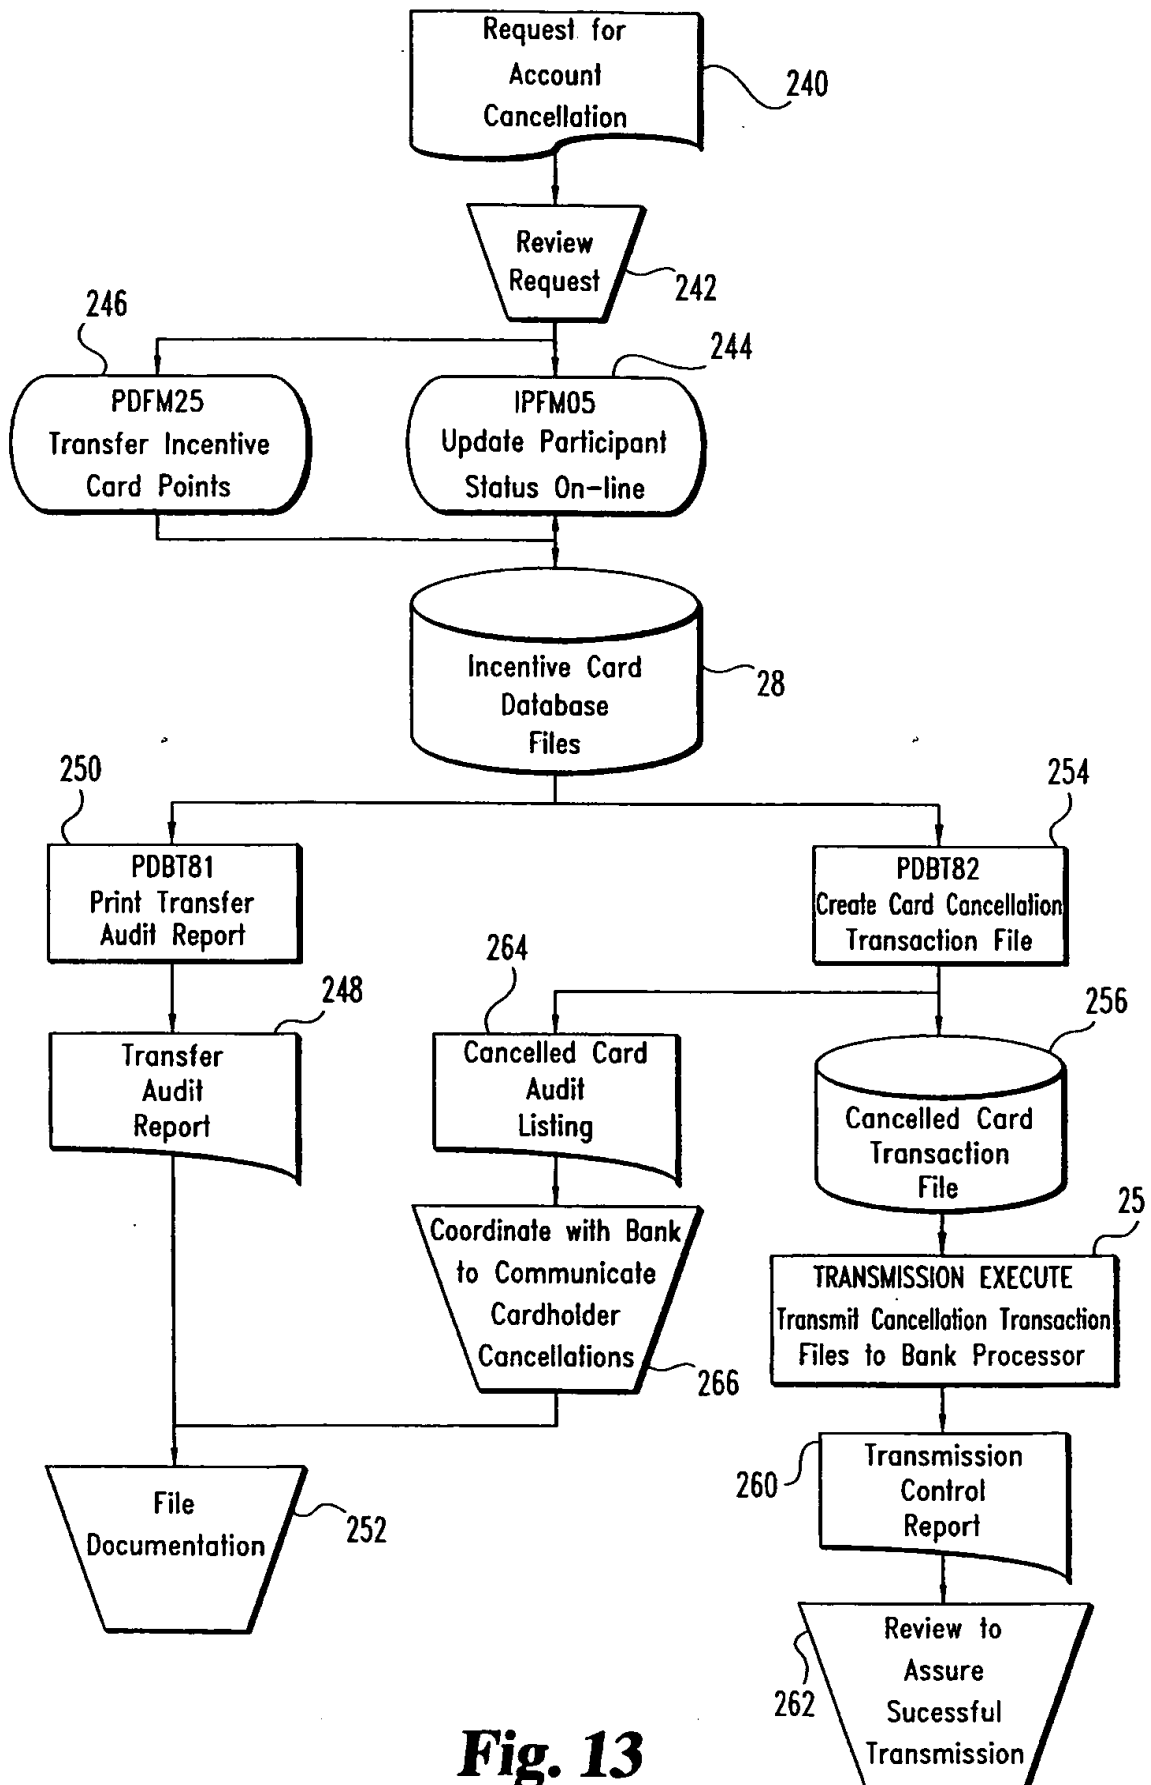 Request for
Account
Cancellation
240
Review
Request
242
246
244
PDFM25
Transfer Incentive
Card Points
IPFM05
Update Participant
Status On-line
Incentive Card
Database
Files
28
250
254
PDBT81
Print Transfer
Audit Report
PDBT82
Create Card Cancellation
Transaction File
264
248
256
Transfer
Audit
Report
Cancelled Card
Audit
Listing
Cancelled Card
Transaction
File
25
Coordinate with Bank
to Communicate
Cardholder
Cancellations
266
TRANSMISSION EXECUTE
Transmit Cancellation Transaction
Files to Bank Processor
260
Transmission
Control
Report
File
Documentation
252
Review to
Assure
Sucessful
Transmission
262
Fig. 13